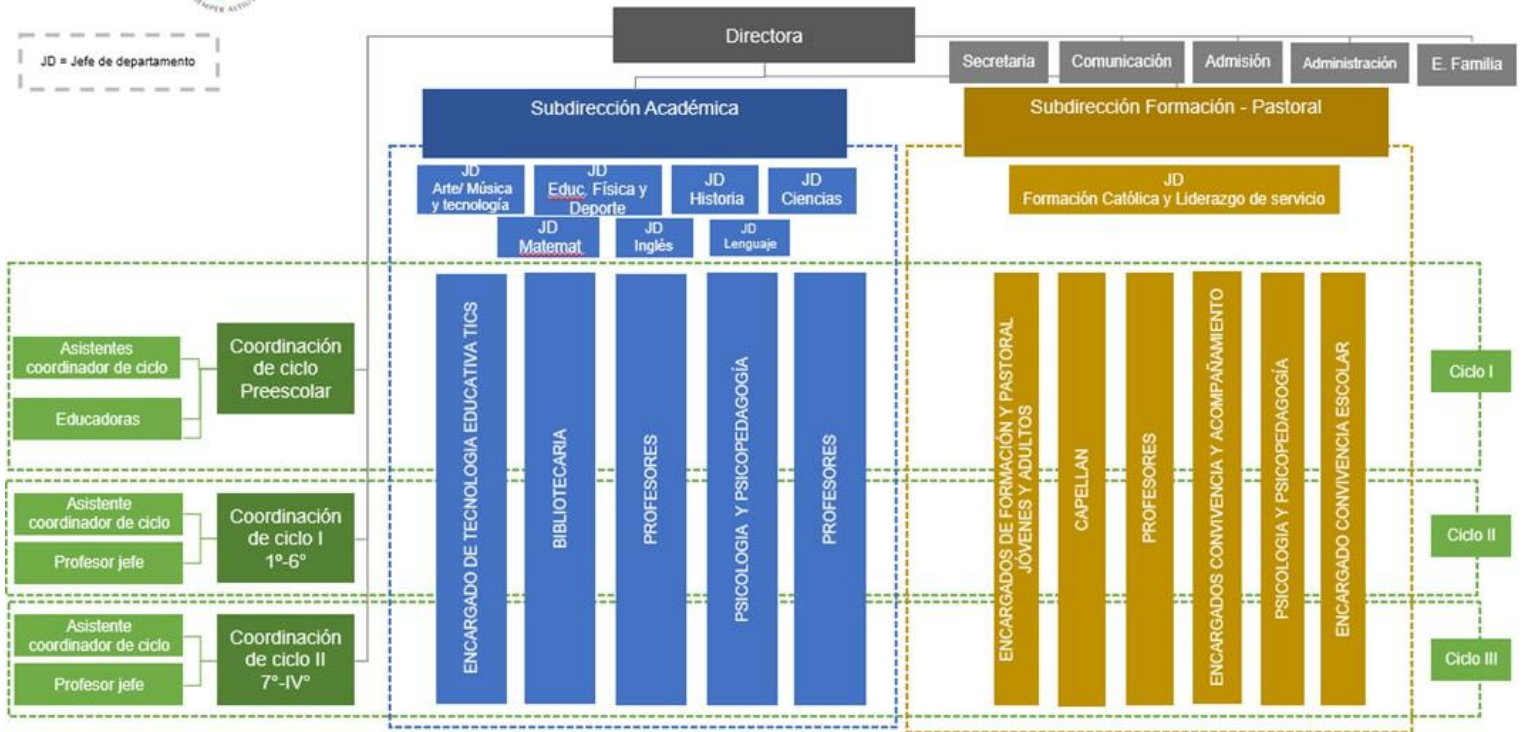 SEMPER ALTIUS
JD = Jefe de departamento
Directora
Secretaria
Comunicación
Admisión
Administración
E. Familia
Subdirección Académica
Subdirección Formación - Pastoral
JD
Arte/ Música
y tecnología
JD
Educ. Física y
Deporte
JD
Historia
JD
Ciencias
JD
Matemat.
JD
Inglés
JD
Lenguaje
JD
Formación Católica y Liderazgo de servicio
Asistentes
coordinador de ciclo
Educadoras
Coordinación
de ciclo
Preescolar
Asistente
coordinador de ciclo
Profesor jefe
Coordinación
de ciclo I
1º-6°
Asistente
coordinador de ciclo
Profesor jefe
Coordinación
de ciclo II
7°-IV°
ENCARGADO DE TECNOLOGIA EDUCATIVA TICS
BIBLIOTECARIA
PROFESORES
PSICOLOGIA Y PSICOPEDAGOGÍA
PROFESORES
ENCARGADOS DE FORMACIÓN Y PASTORAL
JÓVENES Y ADULTOS
CAPELLAN
PROFESORES
ENCARGADOS CONVIVENCIA Y ACOMPAÑAMIENTO
PSICOLOGIA Y PSICOPEDAGOGÍA
ENCARGADO CONVIVENCIA ESCOLAR
Ciclo I
Ciclo II
Ciclo III